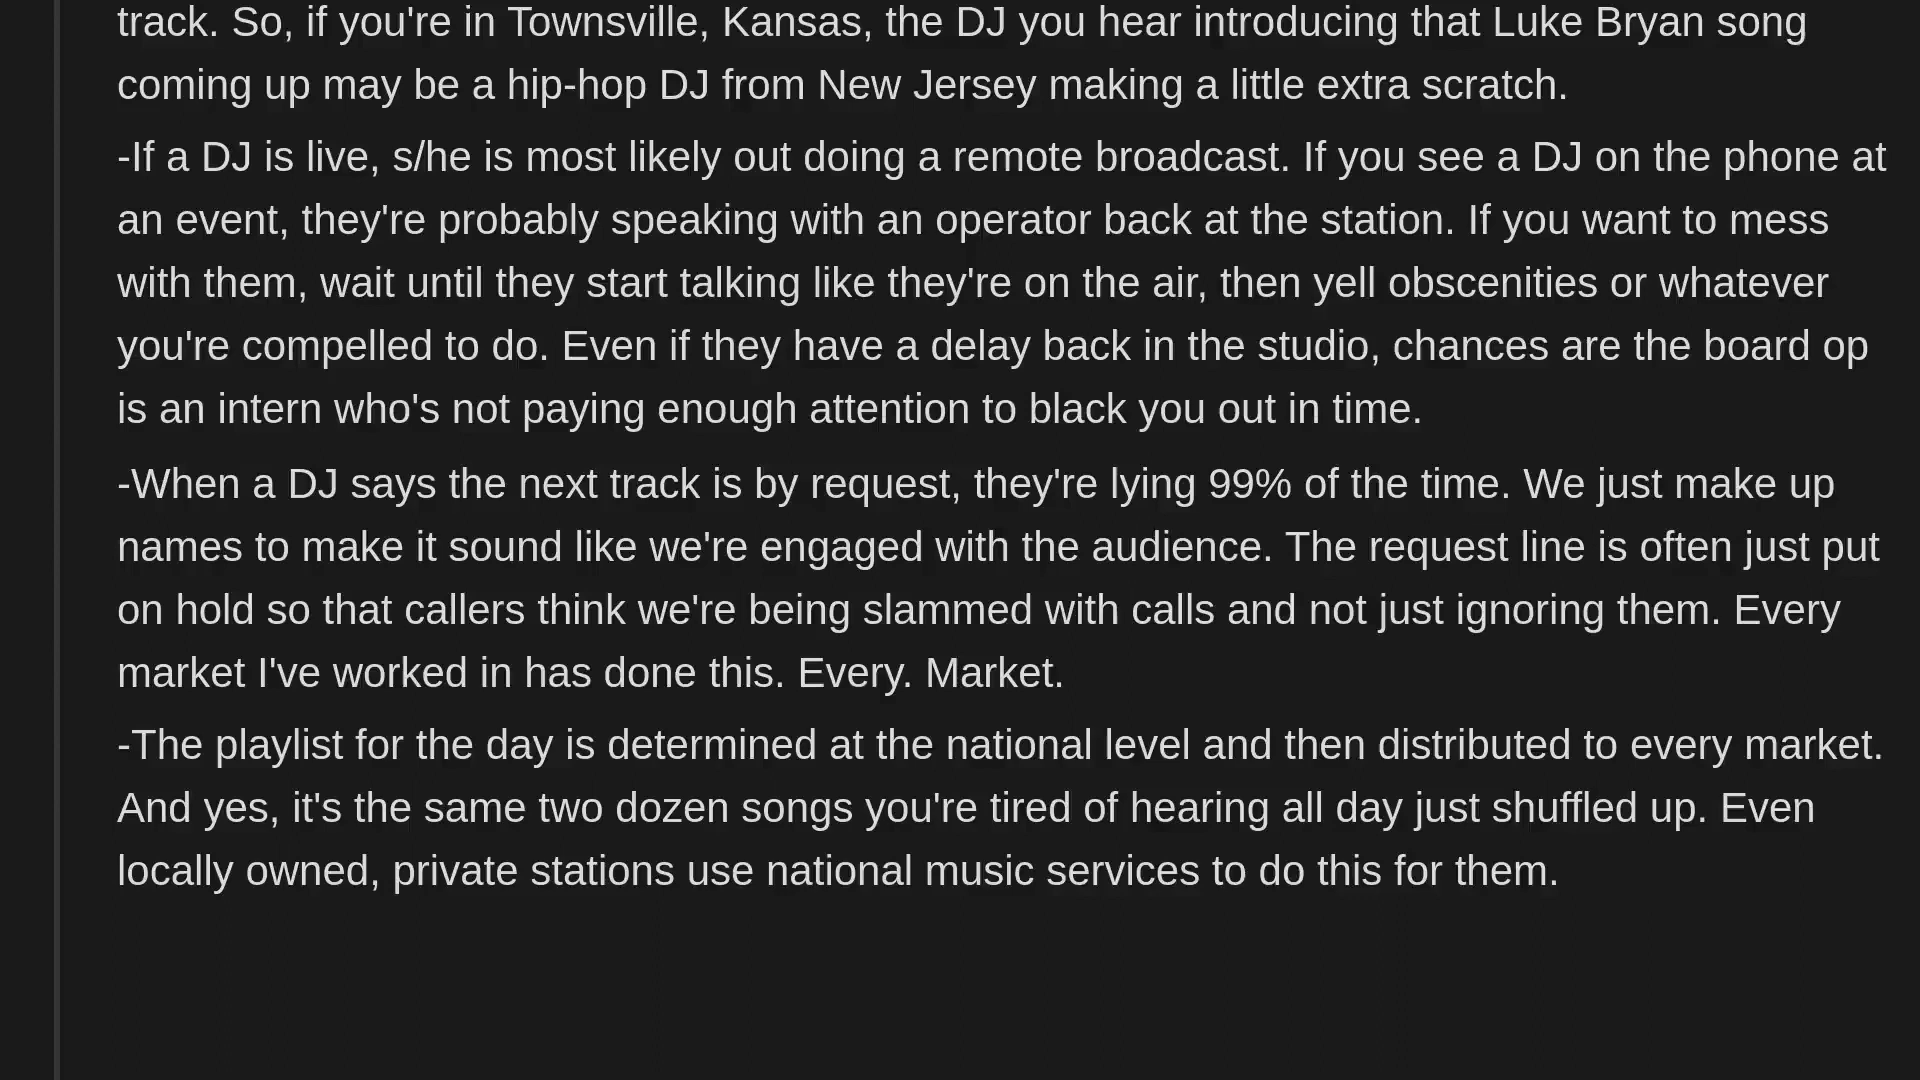 track. So, if you're in Townsville, Kansas, the DJ you hear introducing that Luke Bryan song
coming up may be a hip-hop DJ from New Jersey making a little extra scratch.
-If a DJ is live, s/he is most likely out doing a remote broadcast. If you see a DJ on the phone at
an event, they're probably speaking with an operator back at the station. If you want to mess
with them, wait until they start talking like they're on the air, then yell obscenities or whatever
you're compelled to do. Even if they have a delay back in the studio, chances are the board op
is an intern who's not paying enough attention to black you out in time.
-When a DJ says the next track is by request, they're lying 99% of the time. We just make up
names to make it sound like we're engaged with the audience. The request line is often just put
on hold so that callers think we're being slammed with calls and not just ignoring them. Every
market I've worked in has done this. Every. Market.
-The playlist for the day is determined at the national level and then distributed to every market.
And yes, it's the same two dozen songs you're tired of hearing all day just shuffled up. Even
locally owned, private stations use national music services to do this for them.